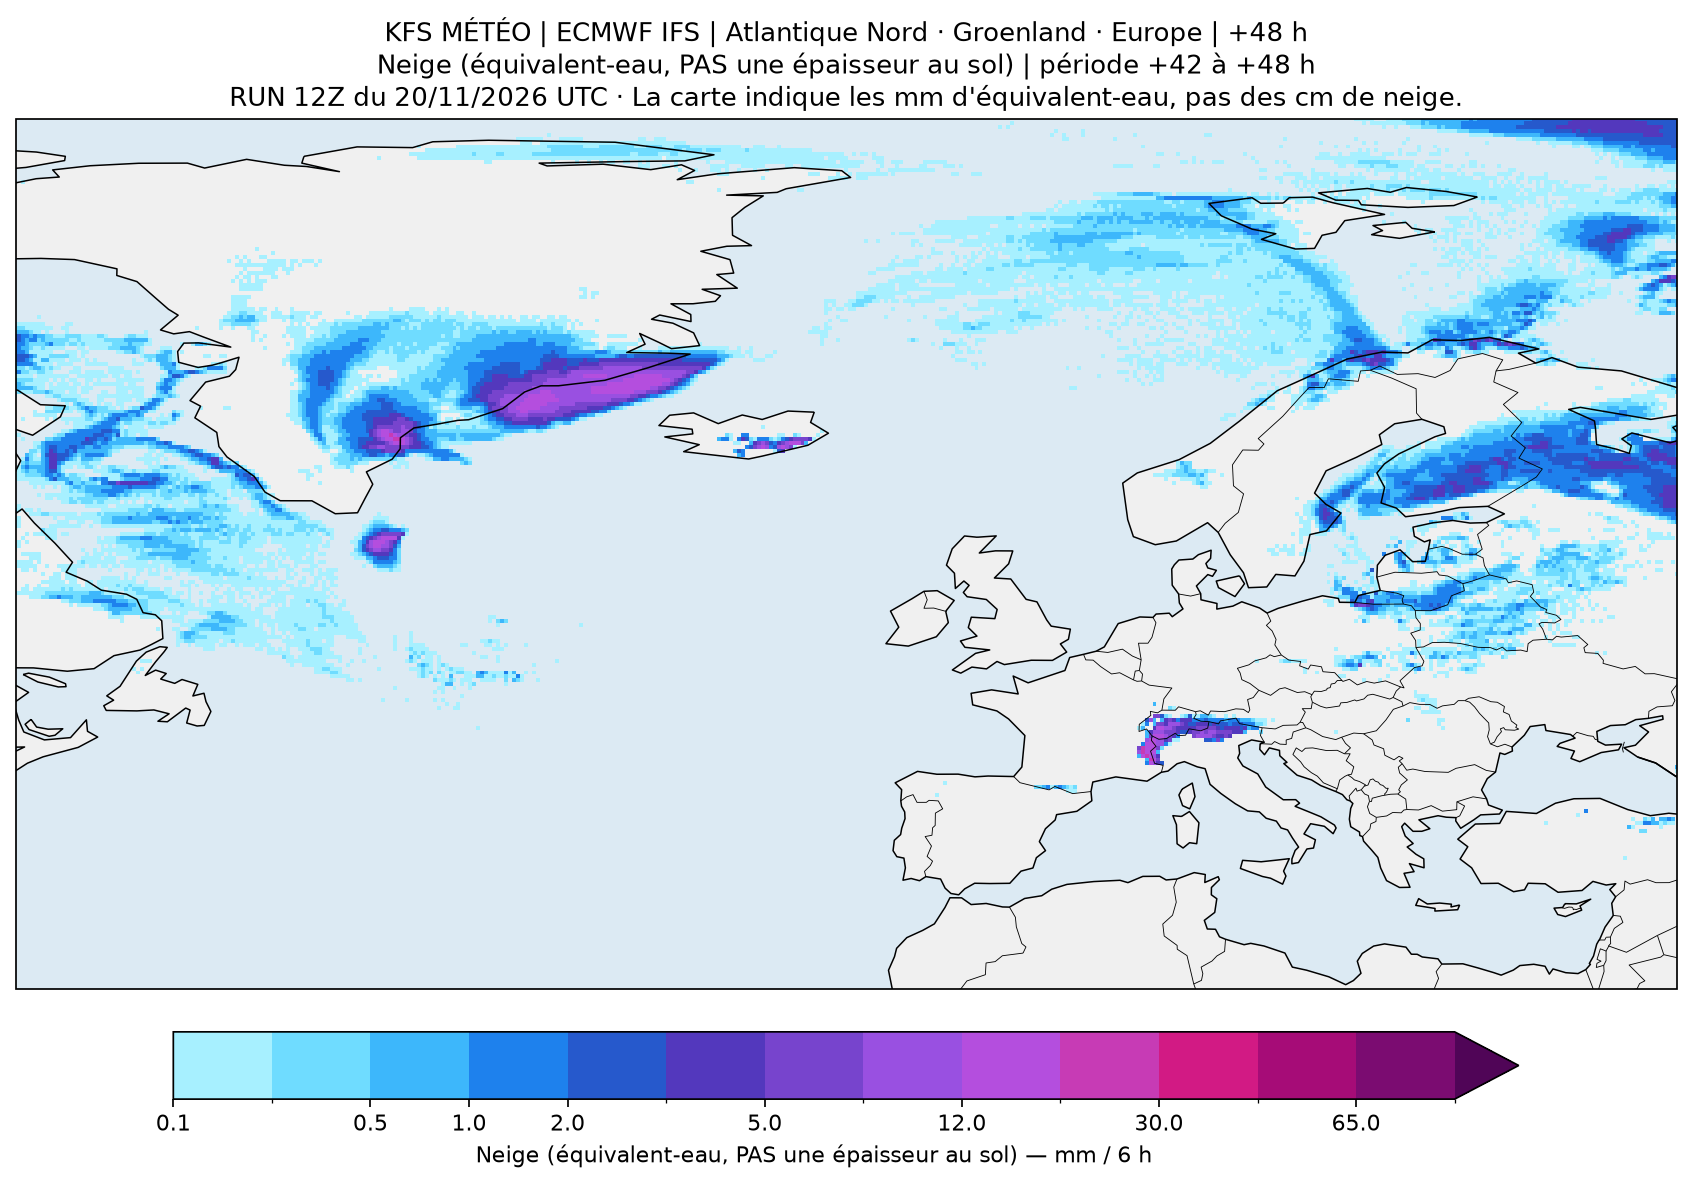 KFS MÉTÉO | ECMWF IFS | Atlantique Nord · Groenland · Europe | +48 h
Neige (équivalent-eau, PAS une épaisseur au sol) | période +42 à +48 h
RUN 12Z du 20/11/2026 UTC · La carte indique les mm d'équivalent-eau, pas des cm de neige.
0.1 0.5 1.0 2.0 5.0 12.0 30.0 65.0
Neige (équivalent-eau, PAS une épaisseur au sol) — mm / 6 h